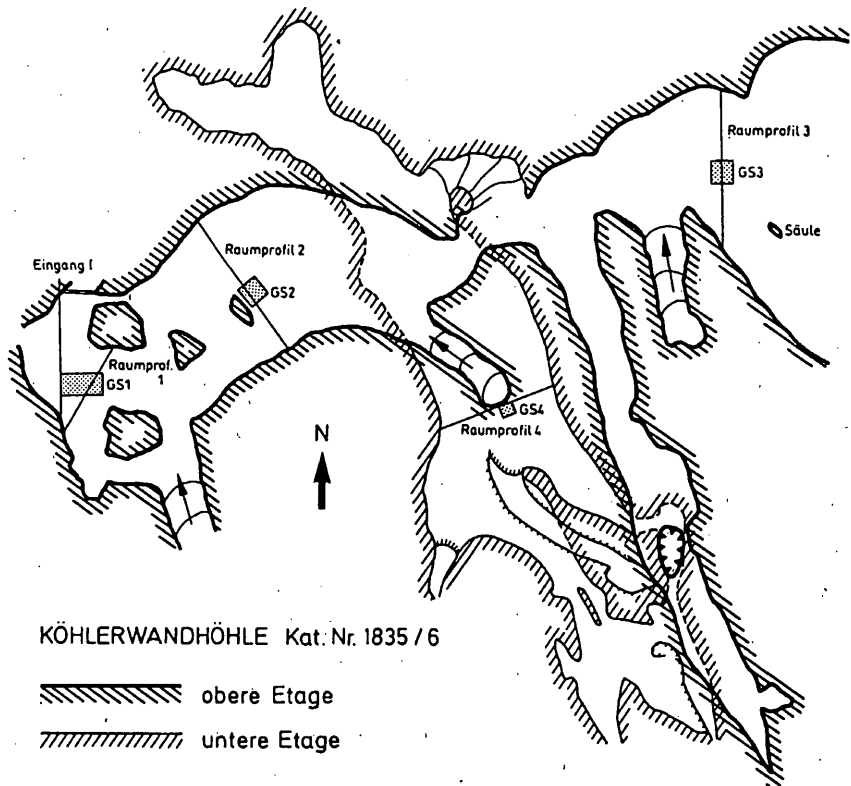 Raumprofil 3
GS3
Säule
Raumprofil 2
Eingang I
GS2
Raumprof.
1
GS1
GS4
Raumprofil 4
N
KÖHLERWANDHÖHLE Kat. Nr. 1835 / 6
obere Etage
untere Etage